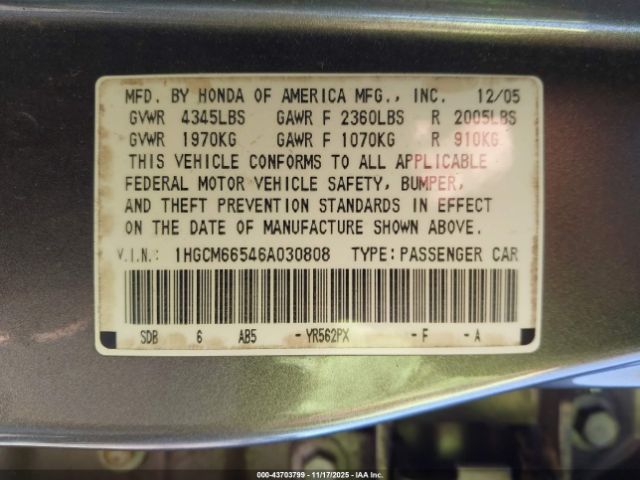 MFD. BY HONDA OF AMERICA MFG., INC. 12/05
GVWR 4345LBS GAWR F 2360LBS R 2005LBS
GVWR 1970KG GAWR F 1070KG R 910KG
THIS VEHICLE CONFORMS TO ALL APPLICABLE
FEDERAL MOTOR VEHICLE SAFETY, BUMPER,
AND THEFT PREVENTION STANDARDS IN EFFECT
ON THE DATE OF MANUFACTURE SHOWN ABOVE.
V.I.N.: 1HGCM66546A030808 TYPE: PASSENGER CAR
SDB 6 AB5 - YR562PX - F - A
000-43703799 | 11/17/2025 | IAA Inc.